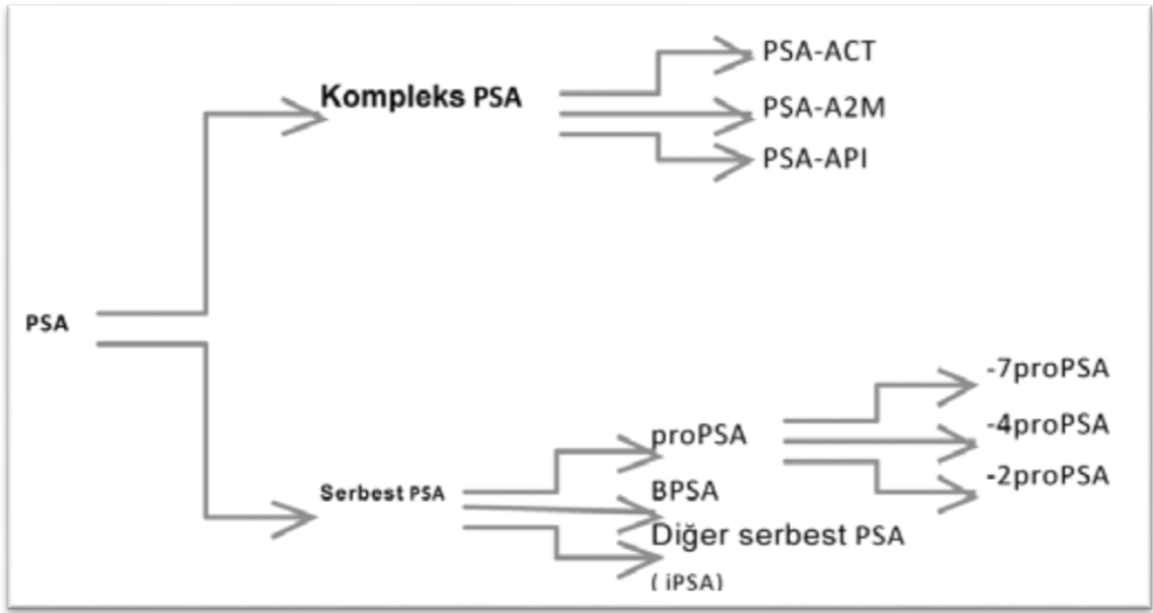 PSA
Kompleks PSA
PSA-ACT
PSA-A2M
PSA-API
Serbest PSA
proPSA
BPSA
Diğer serbest PSA
( iPSA)
-7proPSA
-4proPSA
-2proPSA